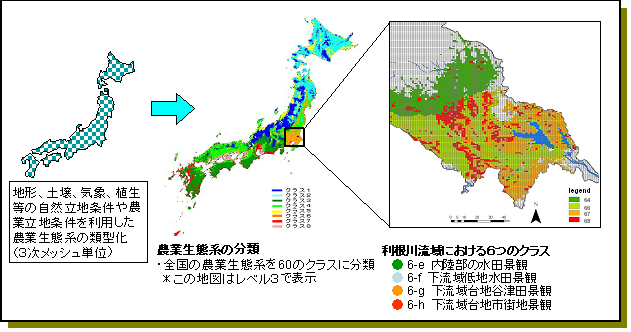 地形、土壌、気象、植生
等の自然立地条件や農
業立地条件を利用した
農業生態系の類型化
（３次メッシュ単位）
クラス 1
クラス 2
クラス 3
クラス 4
クラス 5
クラス 6
クラス 7
クラス 8
農業生態系の分類
・全国の農業生態系を60のクラスに分類
＊この地図はレベル３で表示
legend
64
66
67
68
0 5 10 20 30 40
N
利根川流域における6つのクラス
6-e 内陸部の水田景観
6-f 下流域低地水田景観
6-g 下流域台地谷津田景観
6-h 下流域台地市街地景観